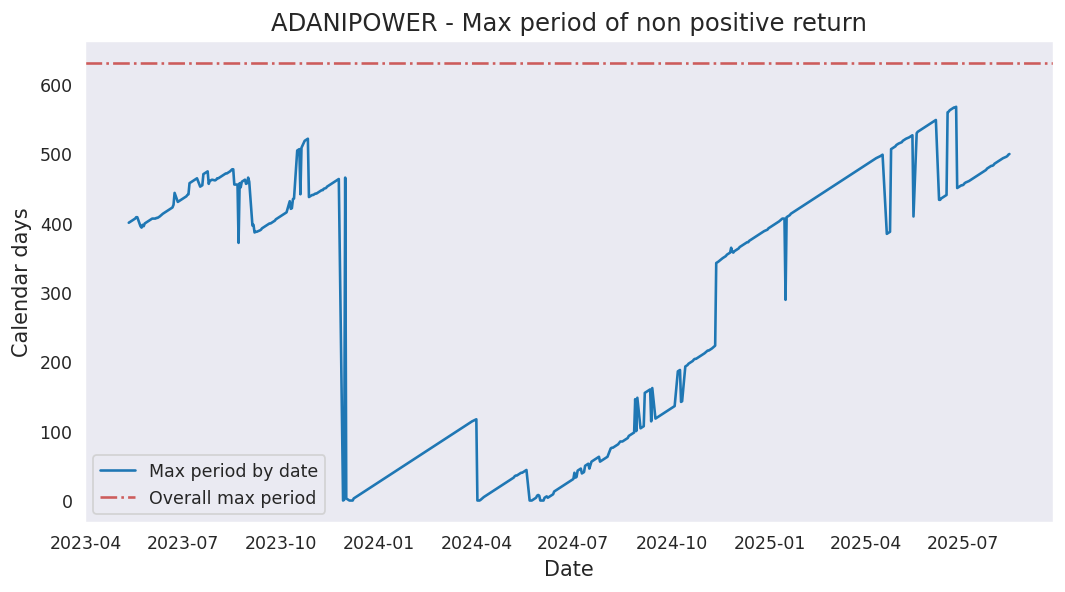 ADANIPOWER - Max period of non positive return
Calendar days
600
500
400
300
200
100
0
Max period by date
Overall max period
2023-04 2023-07 2023-10 2024-01 2024-04 2024-07 2024-10 2025-01 2025-04 2025-07
Date